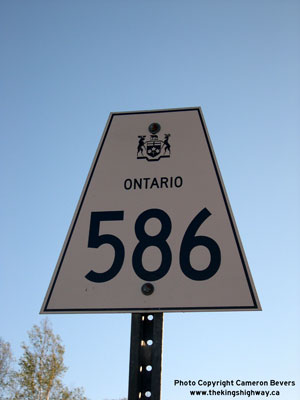 ONTARIO
586
Photo Copyright Cameron Bevers
www.thekingshighway.ca